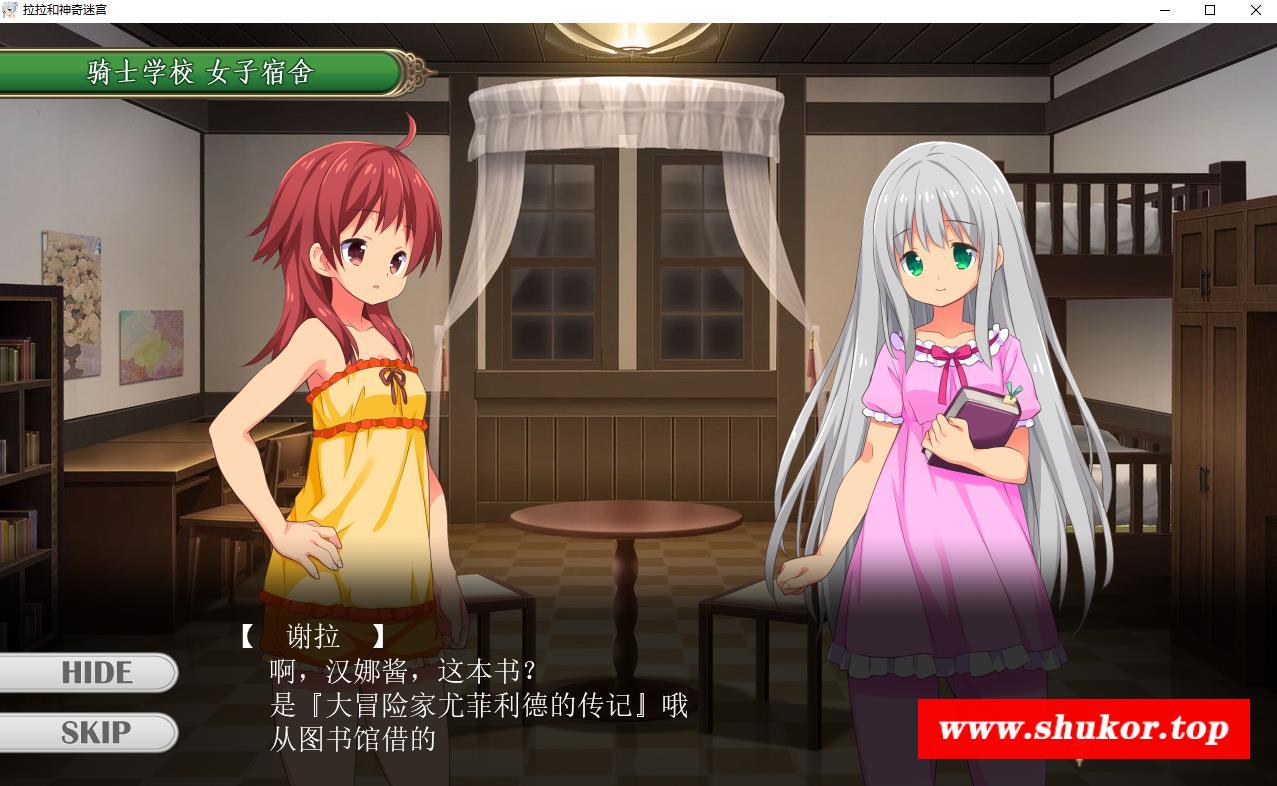 拉拉和神奇迷宫
骑士学校 女子宿舍
【 谢拉 】
啊，汉娜酱，这本书？
是『大冒险家尤菲利德的传记』哦
从图书馆借的
HIDE
SKIP
www.shukor.top